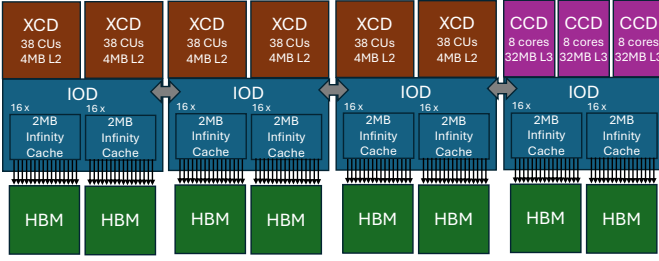 XCD XCD XCD XCD XCD XCD CCD CCD CCD
38 CUs 38 CUs 38 CUs 38 CUs 38 CUs 38 CUs 8 cores 8 cores 8 cores
4MB L2 4MB L2 4MB L2 4MB L2 4MB L2 4MB L2 32MB L3 32MB L3 32MB L3
IOD IOD IOD IOD
16 x 16 x 16 x 16 x 16 x 16 x 16 x 16 x
2MB 2MB 2MB 2MB 2MB 2MB 2MB 2MB
Infinity Infinity Infinity Infinity Infinity Infinity Infinity Infinity
Cache Cache Cache Cache Cache Cache Cache Cache
HBM HBM HBM HBM HBM HBM HBM HBM